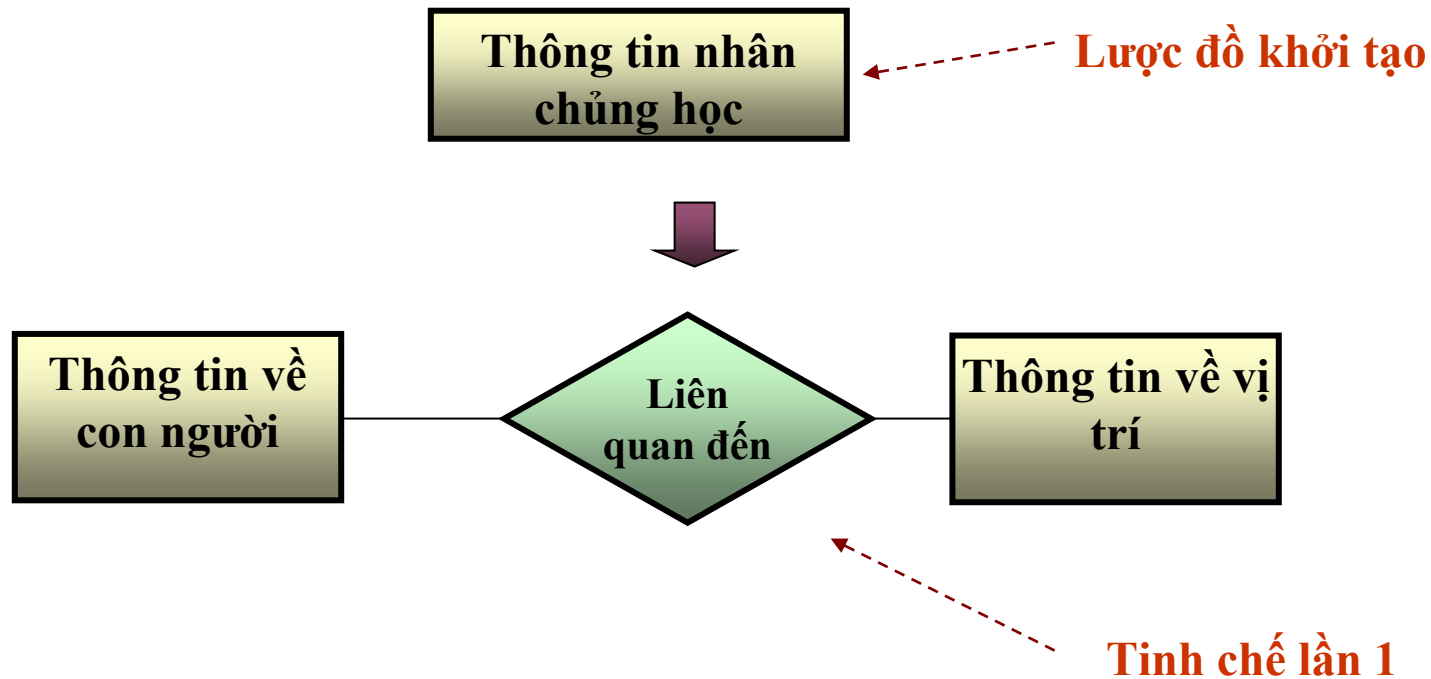 Thông tin nhân
chủng học
Lược đồ khởi tạo
Thông tin về
con người
Liên
quan đến
Thông tin về vị
trí
Tinh chế lần 1